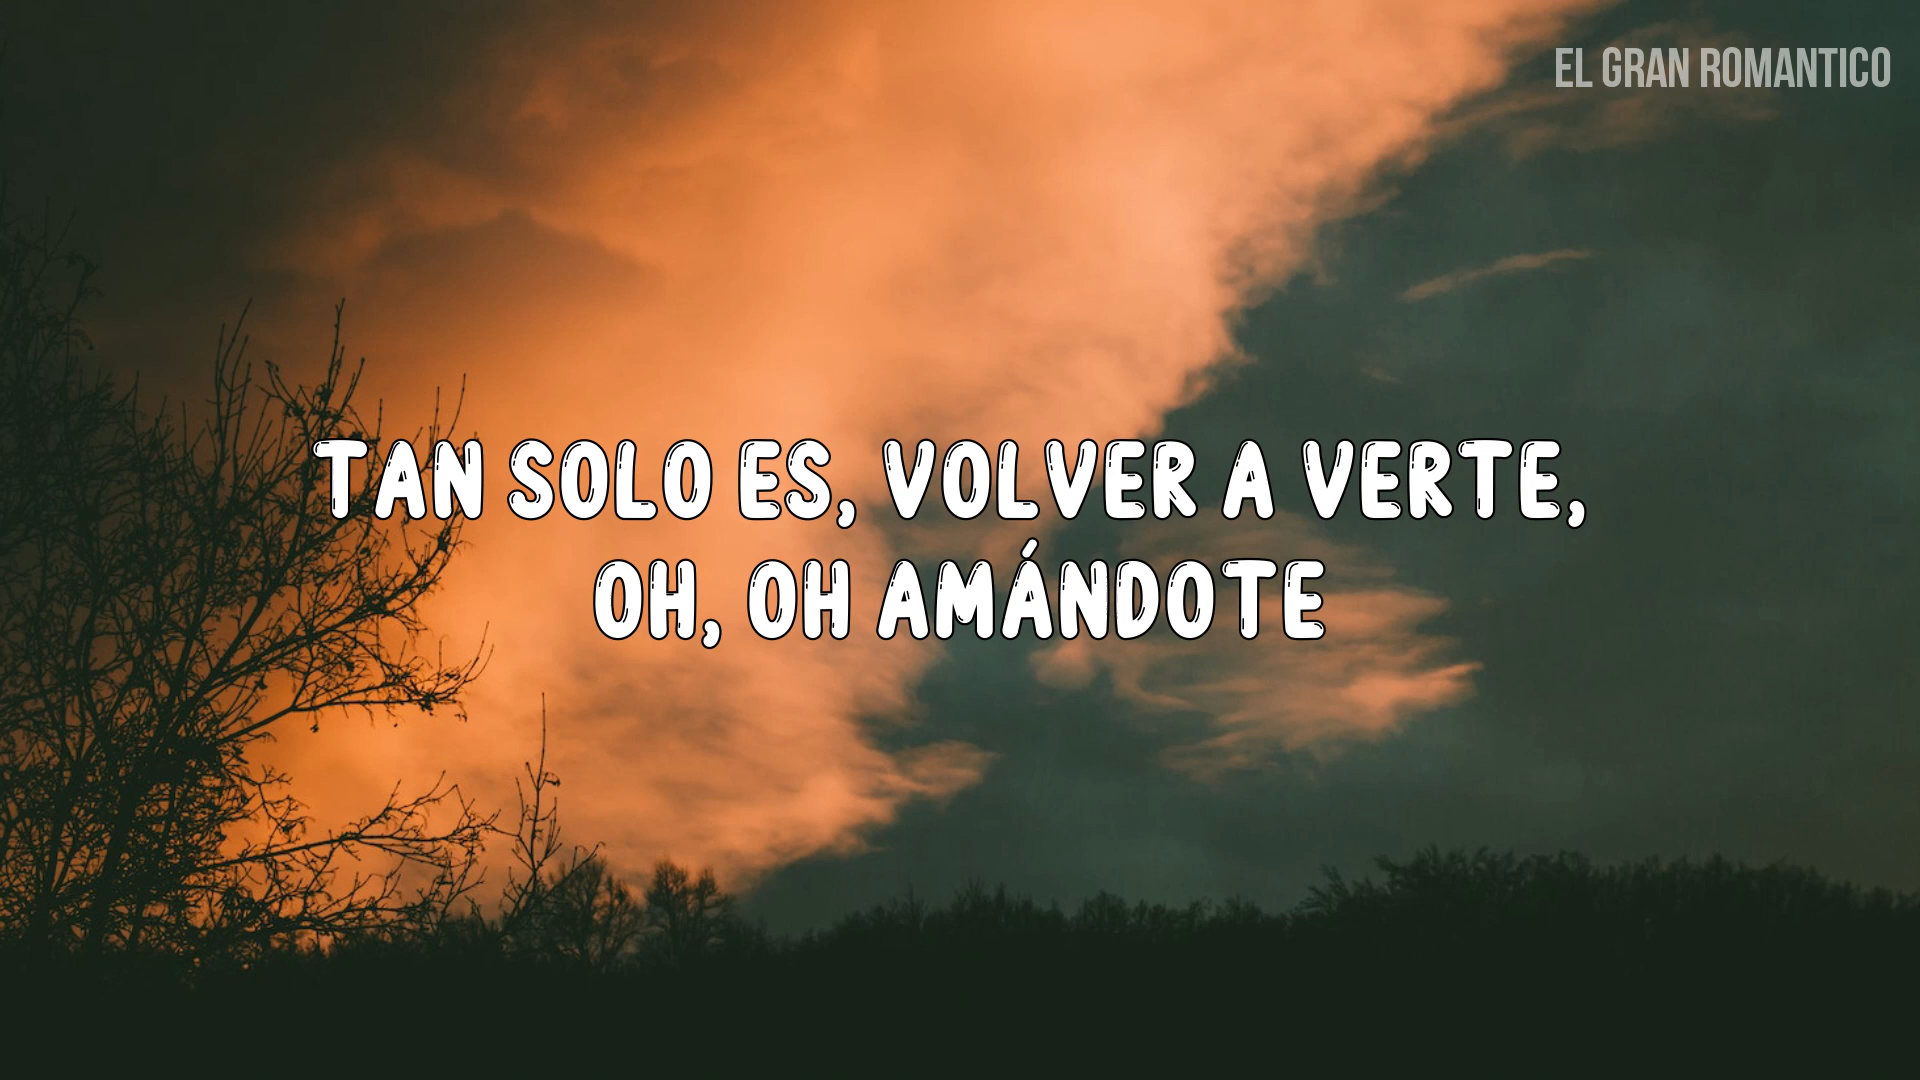 EL GRAN ROMANTICO
TAN SOLO ES, VOLVER A VERTE,
OH, OH AMÁNDOTE